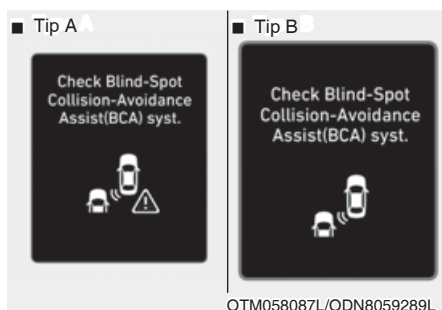 ■ Tip A
Check Blind-Spot
Collision-Avoidance
Assist(BCA) syst.
■ Tip B
Check Blind-Spot
Collision-Avoidance
Assist(BCA) syst.
OTM058087L/ODN8059289L